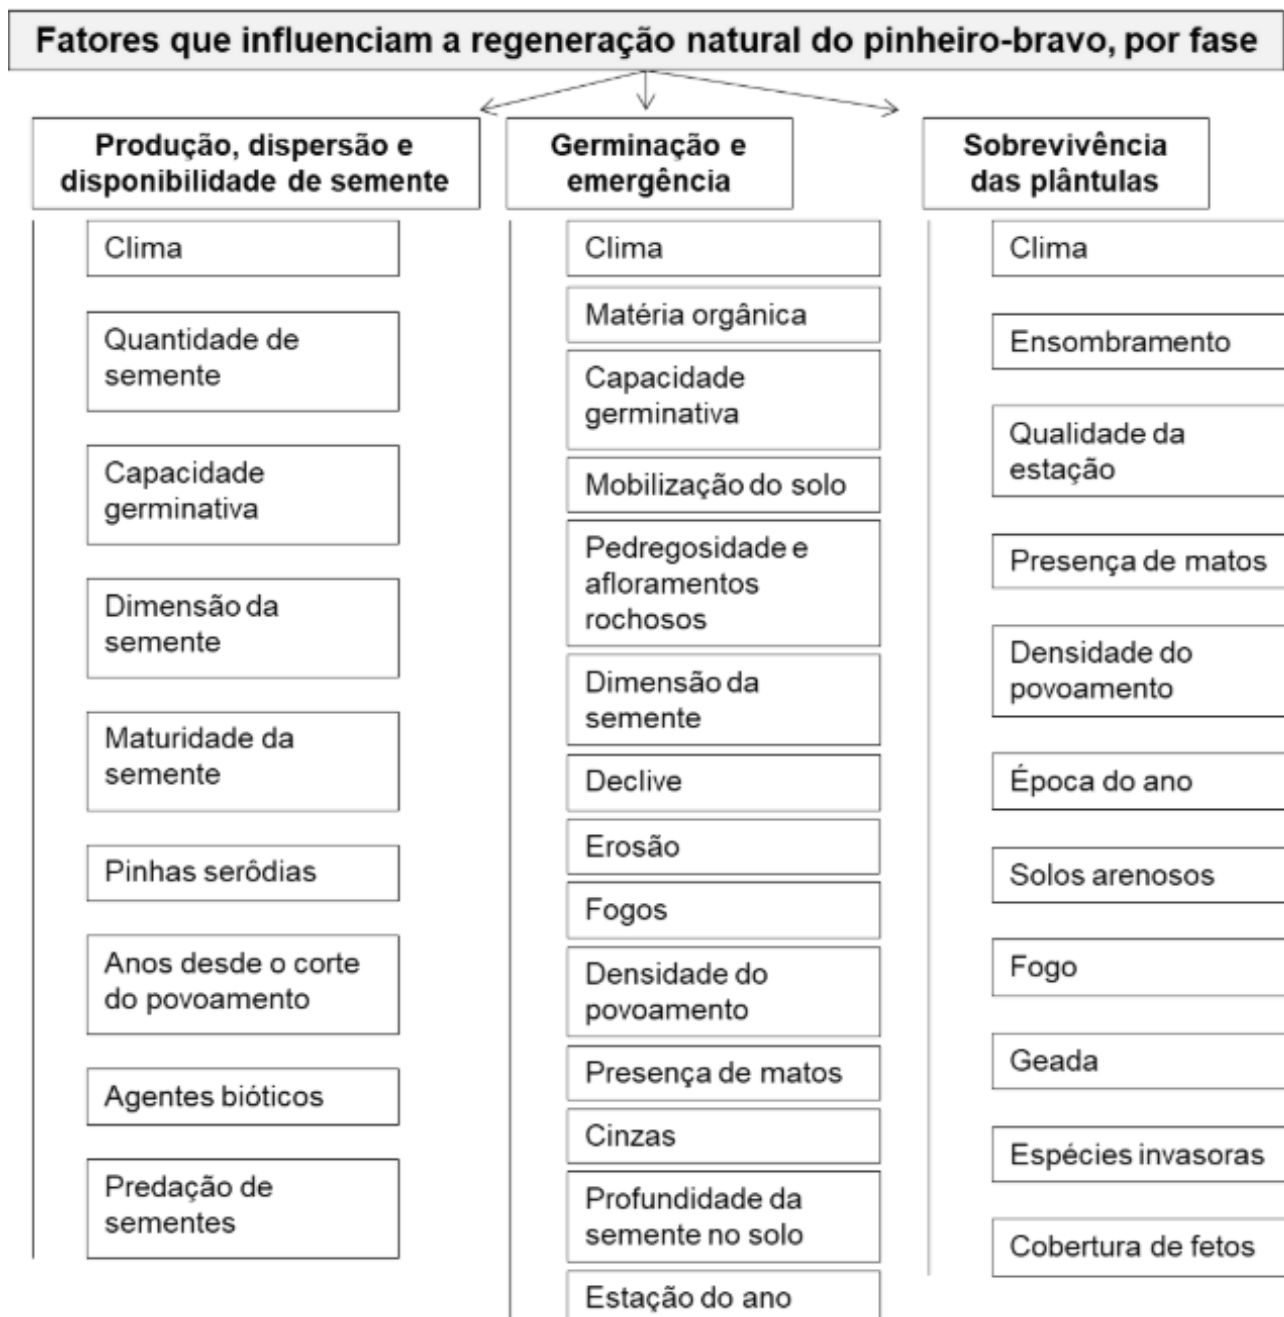 Fatores que influenciam a regeneração natural do pinheiro-bravo, por fase
Produção, dispersão e
disponibilidade de semente
Clima
Quantidade de
semente
Capacidade
germinativa
Dimensão da
semente
Maturidade da
semente
Pinhas serôdias
Anos desde o corte
do povoamento
Agentes bióticos
Predação de
sementes
Germinação e
emergência
Clima
Matéria orgânica
Capacidade
germinativa
Mobilização do solo
Pedregosidade e
afloramentos
rochosos
Dimensão da
semente
Declive
Erosão
Fogos
Densidade do
povoamento
Presença de matos
Cinzas
Profundidade da
semente no solo
Estação do ano
Sobrevivência
das plântulas
Clima
Ensombramento
Qualidade da
estação
Presença de matos
Densidade do
povoamento
Época do ano
Solos arenosos
Fogo
Geada
Espécies invasoras
Cobertura de fetos